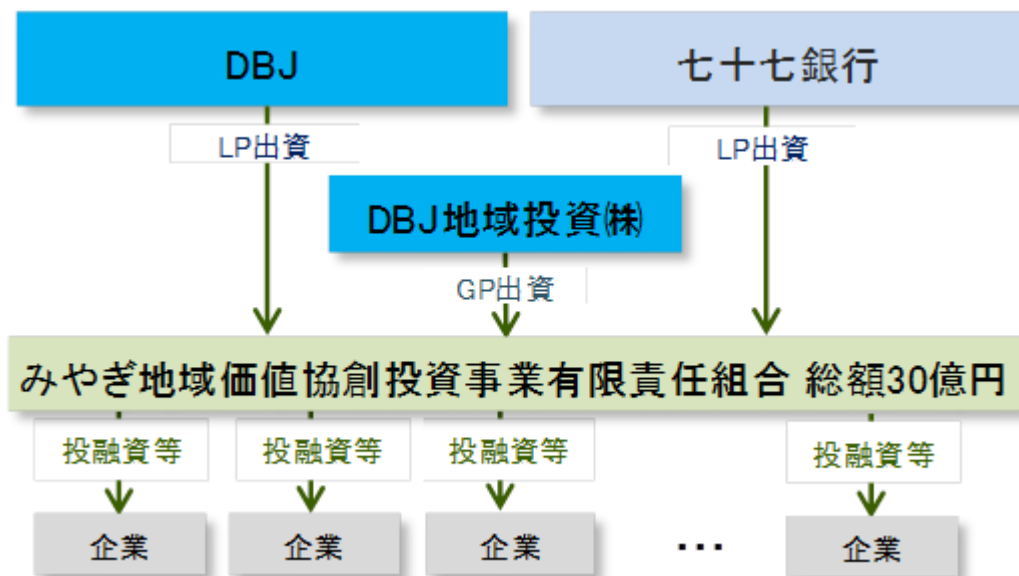 DBJ
七十七銀行
LP出資
LP出資
DBJ地域投資㈱
GP出資
みやぎ地域価値協創投資事業有限責任組合 総額30億円
投融資等
投融資等
投融資等
投融資等
企業
企業
企業
・・・
企業